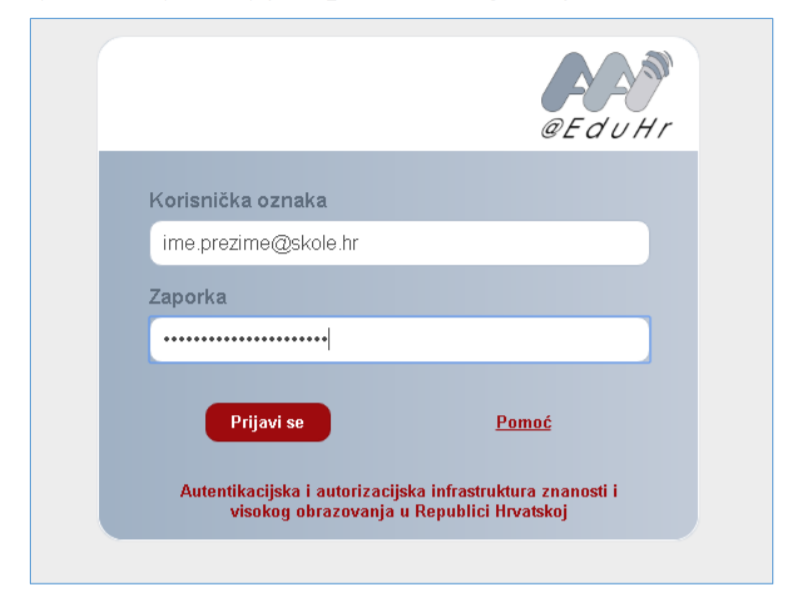 AAI
@EduHr
Korisnička oznaka
ime.prezime@skole.hr
Zaporka
••••••••••••••••••••••
Prijavi se
Pomoć
Autentikacijska i autorizacijska infrastruktura znanosti i
visokog obrazovanja u Republici Hrvatskoj